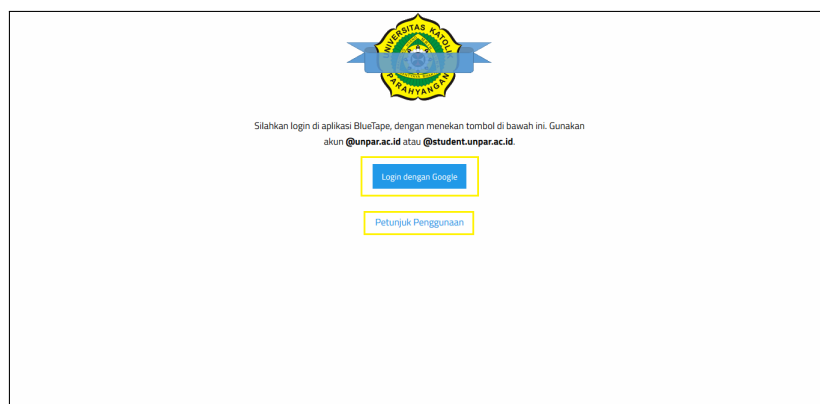 UNIVERSITAS KATOLIK
PARAHYANGAN
Silahkan login di aplikasi BlueTape, dengan menekan tombol di bawah ini. Gunakan
akun @unpar.ac.id atau @student.unpar.ac.id.
Login dengan Google
Petunjuk Penggunaan